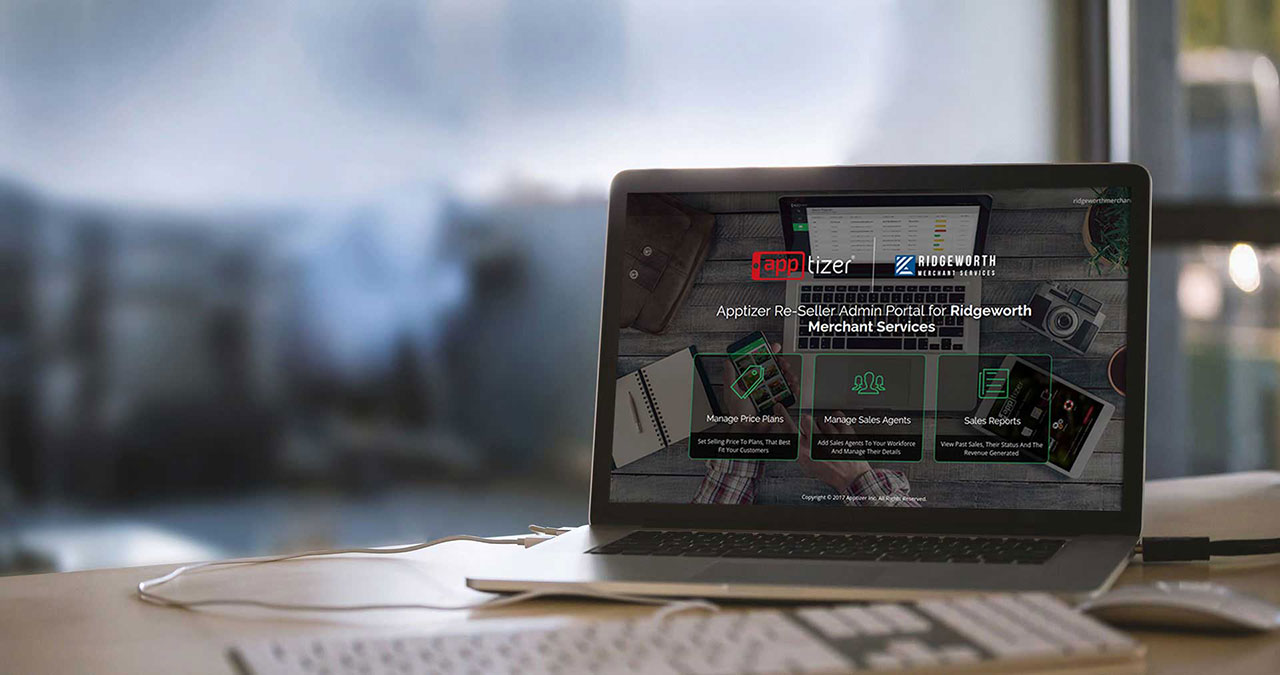 ridgeworthmerchan
apptizer
RIDGEWORTH
MERCHANT SERVICES
Apptizer Re-Seller Admin Portal for Ridgeworth
Merchant Services
Manage Price Plans
Set Selling Price To Plans, That Best
Fit Your Customers
Manage Sales Agents
Add Sales Agents To Your Workforce
And Manage Their Details
Sales Reports
View Past Sales, Their Status And The
Revenue Generated
apptizer
Copyright © 2017 Apptizer Inc. All Rights Reserved.